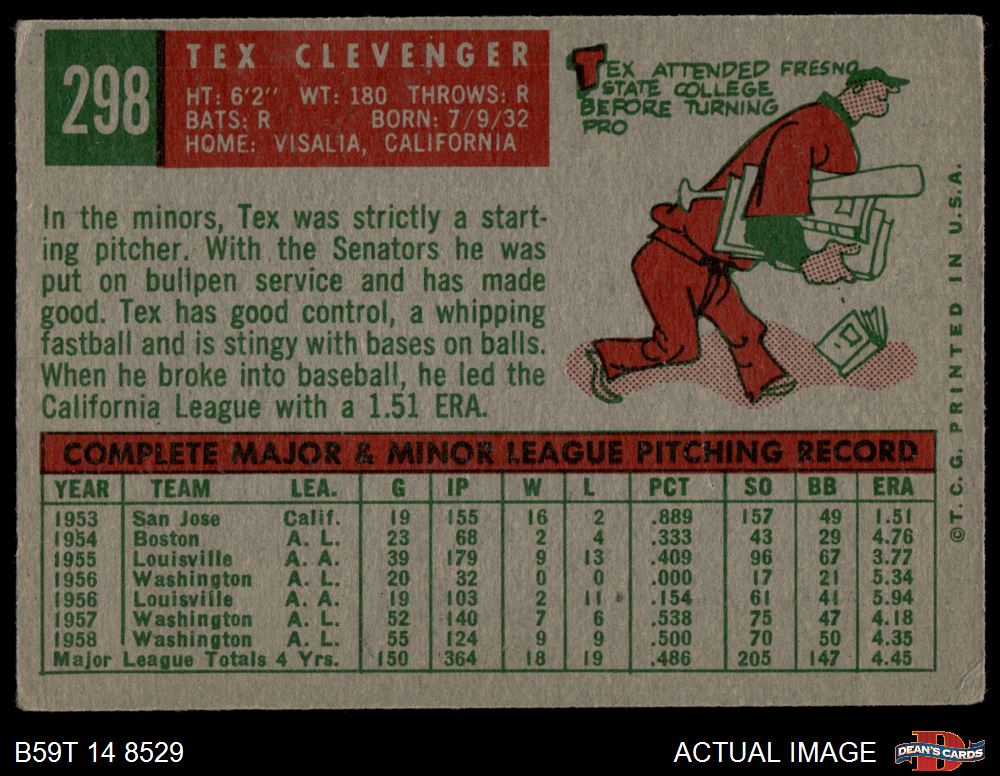 298
TEX CLEVENGER
HT: 6'2" WT: 180 THROWS: R
BATS: R BORN: 7/9/32
HOME: VISALIA, CALIFORNIA
TEX ATTENDED FRESNO
STATE COLLEGE
BEFORE TURNING
PRO
In the minors, Tex was strictly a start-
ing pitcher. With the Senators he was
put on bullpen service and has made
good. Tex has good control, a whipping
fastball and is stingy with bases on balls.
When he broke into baseball, he led the
California League with a 1.51 ERA.
COMPLETE MAJOR & MINOR LEAGUE PITCHING RECORD
YEAR TEAM LEA. G IP W L PCT SO BB ERA
1953 San Jose Calif. 19 155 16 2 .889 157 49 1.51
1954 Boston A. L. 23 68 2 4 .333 43 29 4.76
1955 Louisville A. A. 39 179 9 13 .409 96 67 3.77
1956 Washington A. L. 20 32 0 0 .000 17 21 5.34
1956 Louisville A. A. 19 103 2 11 .154 61 41 5.94
1957 Washington A. L. 52 140 7 6 .538 75 47 4.18
1958 Washington A. L. 55 124 9 9 .500 70 50 4.35
Major League Totals 4 Yrs. 150 364 18 19 .486 205 147 4.45
© T. C. G. PRINTED IN U.S.A.
B59T 14 8529
ACTUAL IMAGE
DEAN'S CARDS